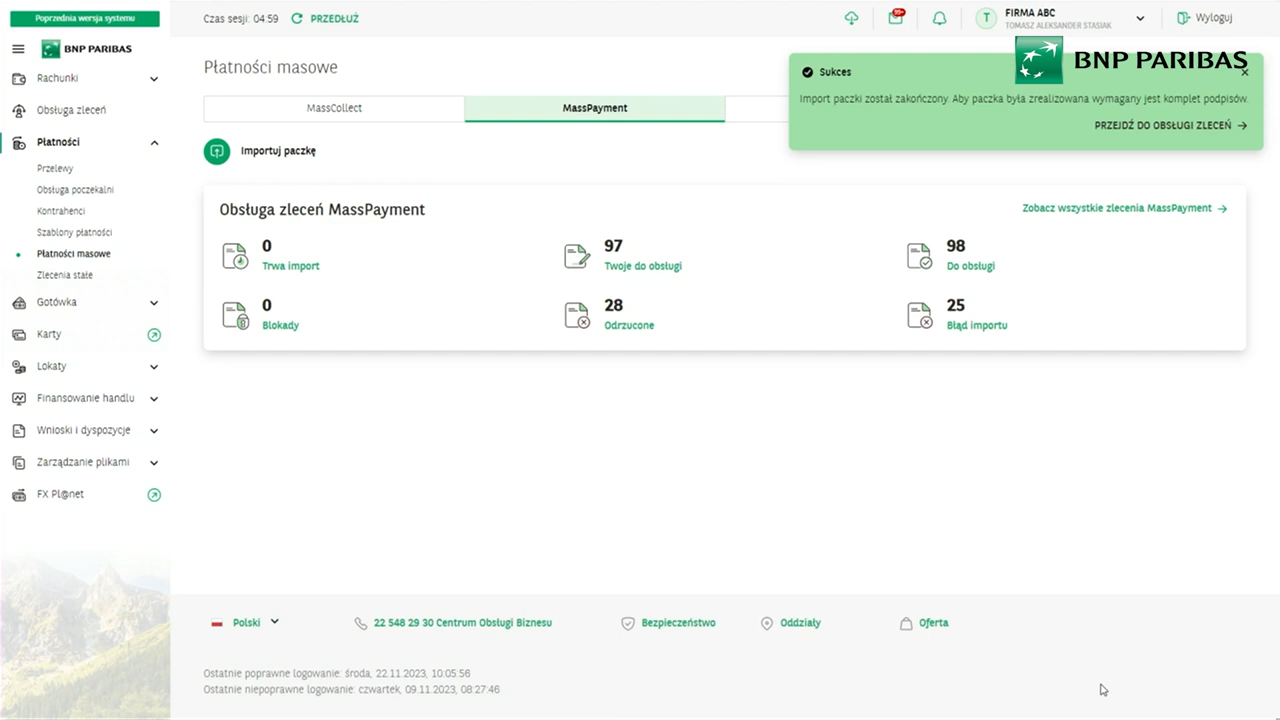 Poprzednia wersja systemu
Czas sesji: 04:59 PRZEDŁUŻ
99+
T
FIRMA ABC
TOMASZ ALEKSANDER STASIAK
Wyloguj
BNP PARIBAS
BNP PARIBAS
Rachunki
Obsługa zleceń
Płatności
Przelewy
Obsługa poczekalni
Kontrahenci
Szablony płatności
Płatności masowe
Zlecenia stałe
Gotówka
Karty
Lokaty
Finansowanie handlu
Wnioski i dyspozycje
Zarządzanie plikami
FX Pl@net
Płatności masowe
Sukces
Import paczki został zakończony. Aby paczka była zrealizowana wymagany jest komplet podpisów.
PRZEJDŹ DO OBSŁUGI ZLECEŃ
MassCollect
MassPayment
Importuj paczkę
Obsługa zleceń MassPayment
Zobacz wszystkie zlecenia MassPayment
0
Trwa import
97
Twoje do obsługi
98
Do obsługi
0
Blokady
28
Odrzucone
25
Błąd importu
Polski
22 548 29 30 Centrum Obsługi Biznesu
Bezpieczeństwo
Oddziały
Oferta
Ostatnie poprawne logowanie: środa, 22.11.2023, 10:05:56
Ostatnie niepoprawne logowanie: czwartek, 09.11.2023, 08:27:46